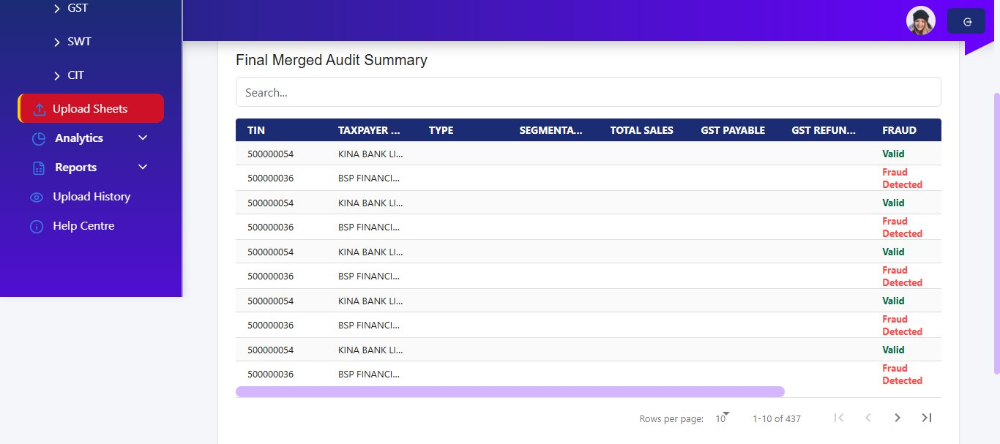 GST
SWT
CIT
Upload Sheets
Analytics
Reports
Upload History
Help Centre
Final Merged Audit Summary
Search...
TIN TAXPAYER ... TYPE SEGMENTA... TOTAL SALES GST PAYABLE GST REFUN... FRAUD
500000054 KINA BANK LI... Valid
500000036 BSP FINANCI... Fraud Detected
500000054 KINA BANK LI... Valid
500000036 BSP FINANCI... Fraud Detected
500000054 KINA BANK LI... Valid
500000036 BSP FINANCI... Fraud Detected
500000054 KINA BANK LI... Valid
500000036 BSP FINANCI... Fraud Detected
500000054 KINA BANK LI... Valid
500000036 BSP FINANCI... Fraud Detected
Rows per page: 10 1-10 of 437